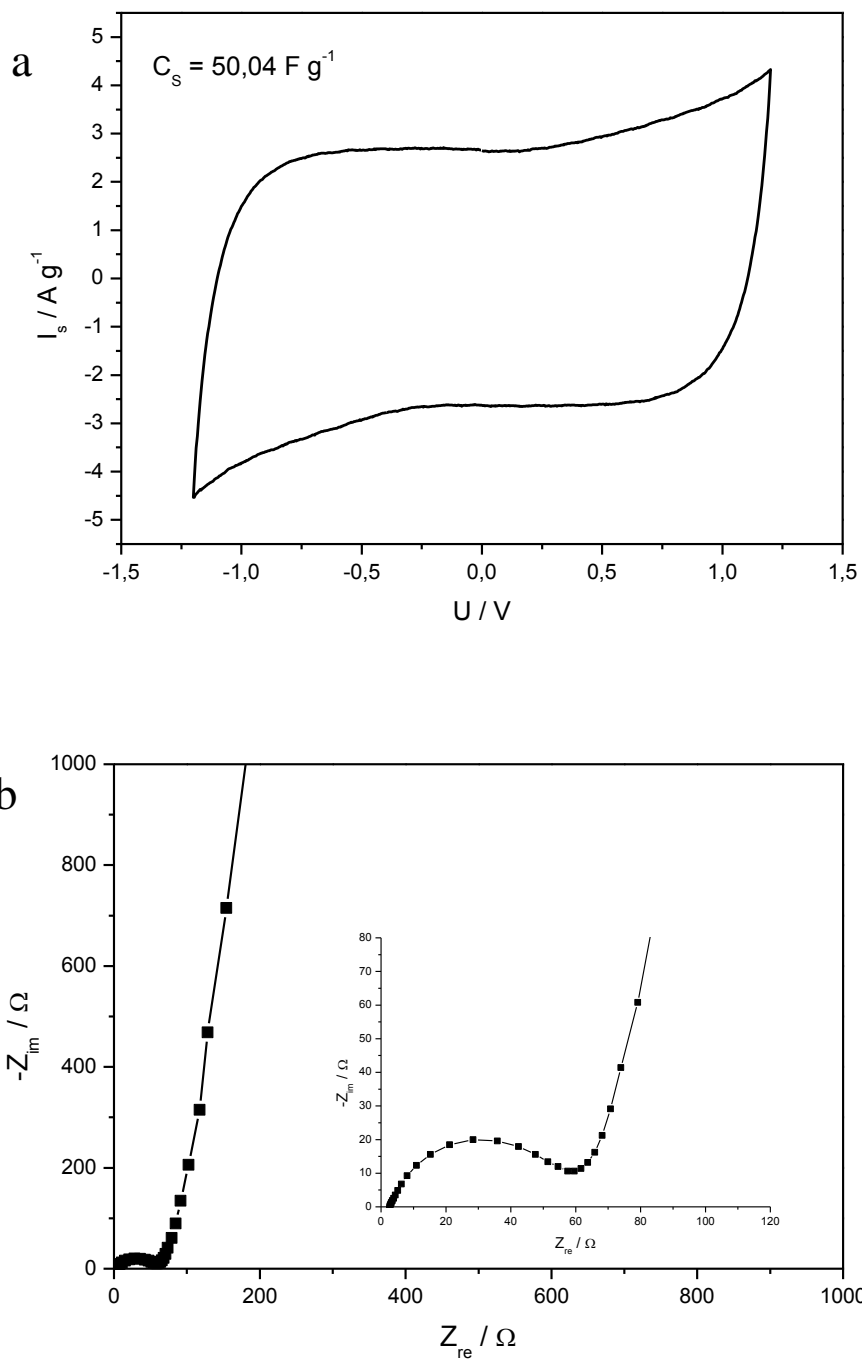 a
C_S = 50,04 F g^-1
5
4
3
2
1
0
-1
-2
-3
-4
-5
I_s / A g^-1
-1,5 -1,0 -0,5 0,0 0,5 1,0 1,5
U / V
b
1000
800
600
400
200
0
-Z_im / Ω
80
70
60
50
40
30
20
10
0
-Z_im / Ω
0 20 40 60 80 100 120
Z_re / Ω
0 200 400 600 800 1000
Z_re / Ω